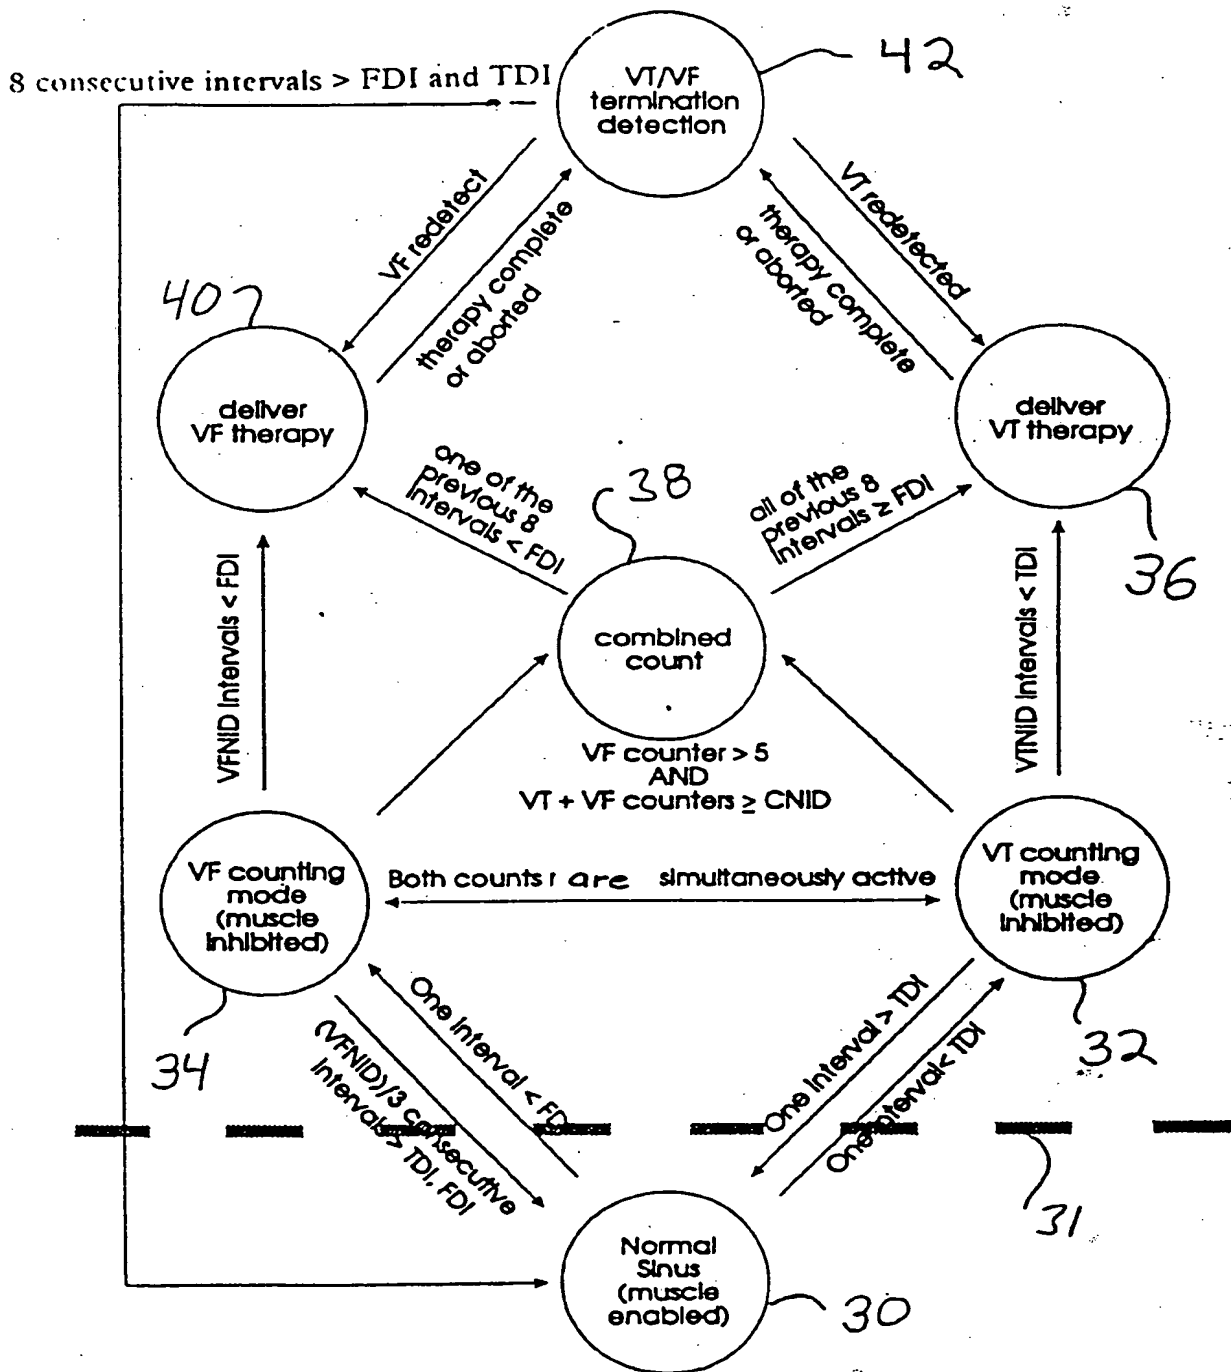 42
8 consecutive intervals > FDI and TDI
VT/VF
termination
detection
VF redetect
therapy complete
or aborted
VT redetected
therapy complete
or aborted
40
deliver
VF therapy
deliver
VT therapy
one of the
previous 8
intervals < FDI
38
all of the
previous 8
intervals ≥ FDI
36
VFNID intervals < FDI
combined
count
VTNID intervals < TDI
VF counter > 5
AND
VT + VF counters ≥ CNID
VF counting
mode
(muscle
inhibited)
Both counts are simultaneously active
VT counting
mode
(muscle
inhibited)
34
(VFNID)/3 consecutive
intervals > TDI, FDI
One interval < FDI
One interval > TDI
One interval < TDI
32
31
Normal
Sinus
(muscle
enabled)
30